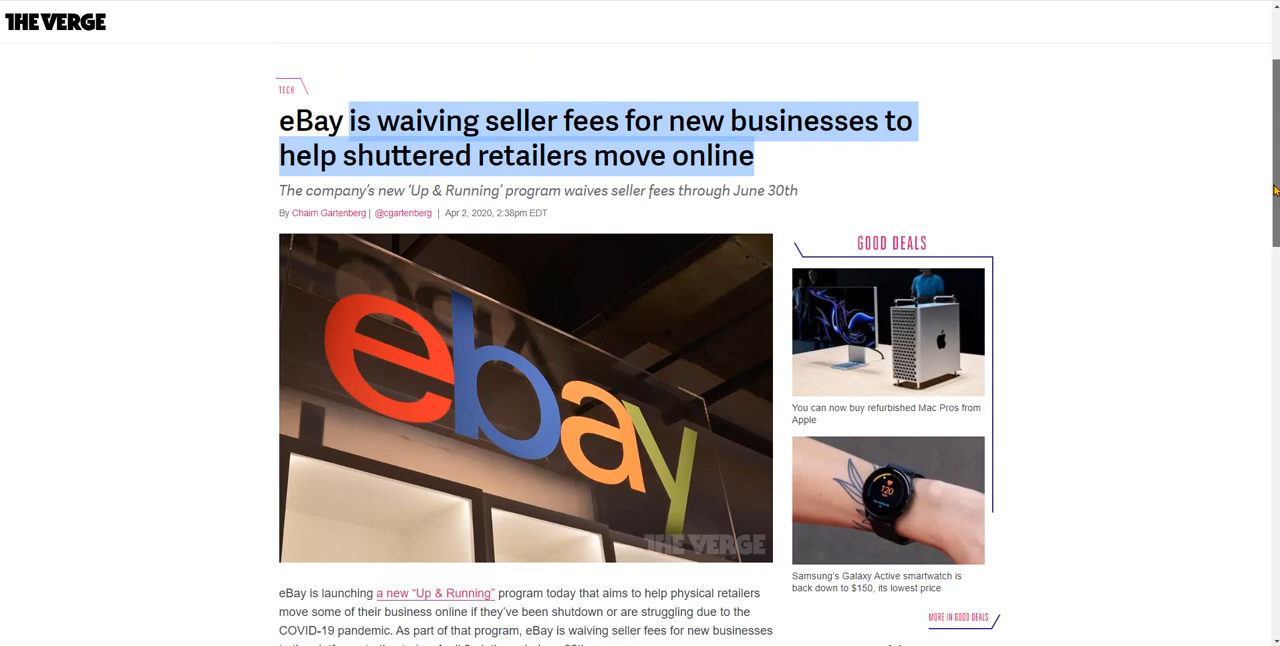 THE VERGE
TECH
eBay is waiving seller fees for new businesses to
help shuttered retailers move online
The company's new 'Up & Running' program waives seller fees through June 30th
By Chaim Gartenberg | @cgartenberg | Apr 2, 2020, 2:38pm EDT
ebay
THE VERGE
GOOD DEALS
You can now buy refurbished Mac Pros from
Apple
120
Samsung's Galaxy Active smartwatch is
back down to $150, its lowest price
MORE IN GOOD DEALS
eBay is launching a new “Up & Running” program today that aims to help physical retailers
move some of their business online if they’ve been shutdown or are struggling due to the
COVID-19 pandemic. As part of that program, eBay is waiving seller fees for new businesses